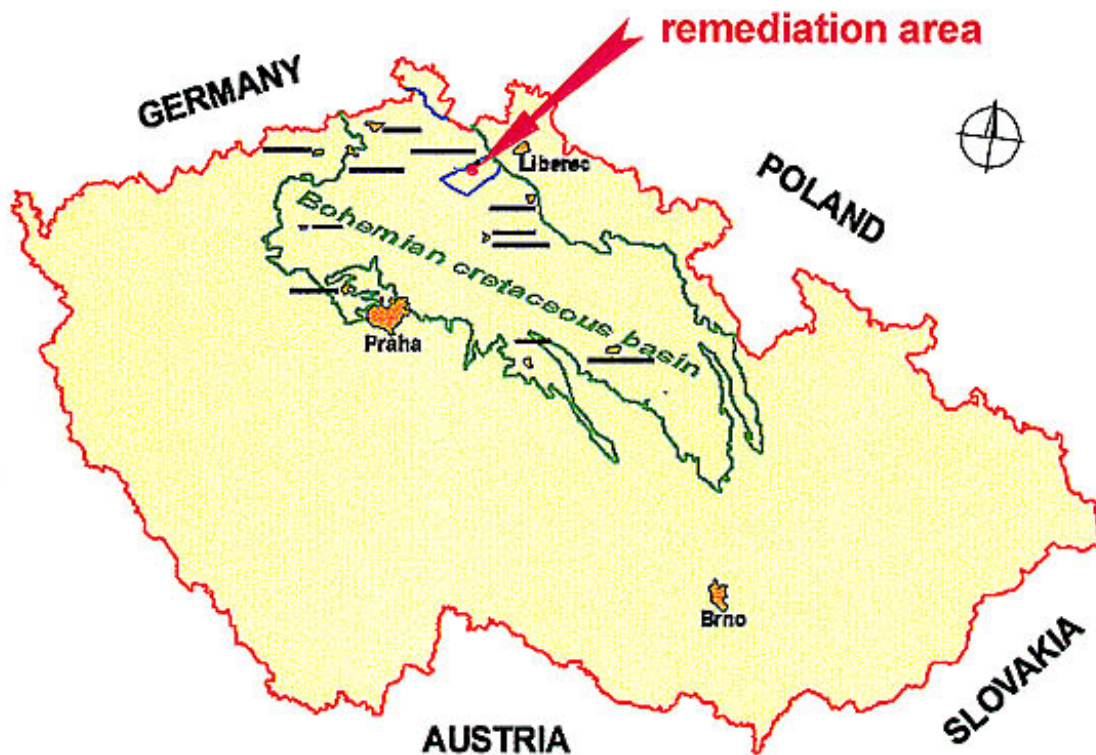 remediation area
GERMANY
Liberec
POLAND
Bohemian cretaceous basin
Praha
Brno
SLOVAKIA
AUSTRIA